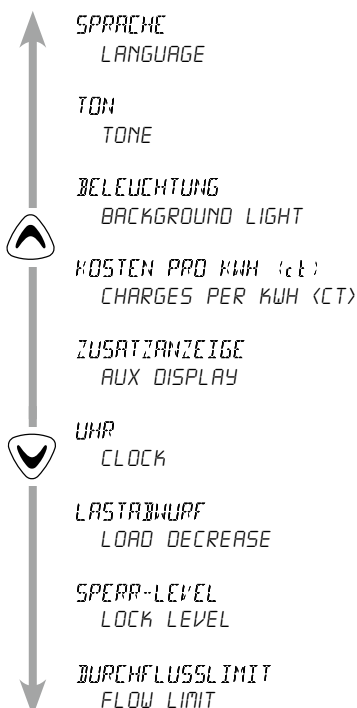 SPRACHE
LANGUAGE
TON
TONE
BELEUCHTUNG
BACKGROUND LIGHT
KOSTEN PRO KWH (ct)
CHARGES PER KWH (CT)
ZUSATZANZEIGE
AUX DISPLAY
UHR
CLOCK
LASTABWURF
LOAD DECREASE
SPERR-LEVEL
LOCK LEVEL
DURCHFLUSSLIMIT
FLOW LIMIT